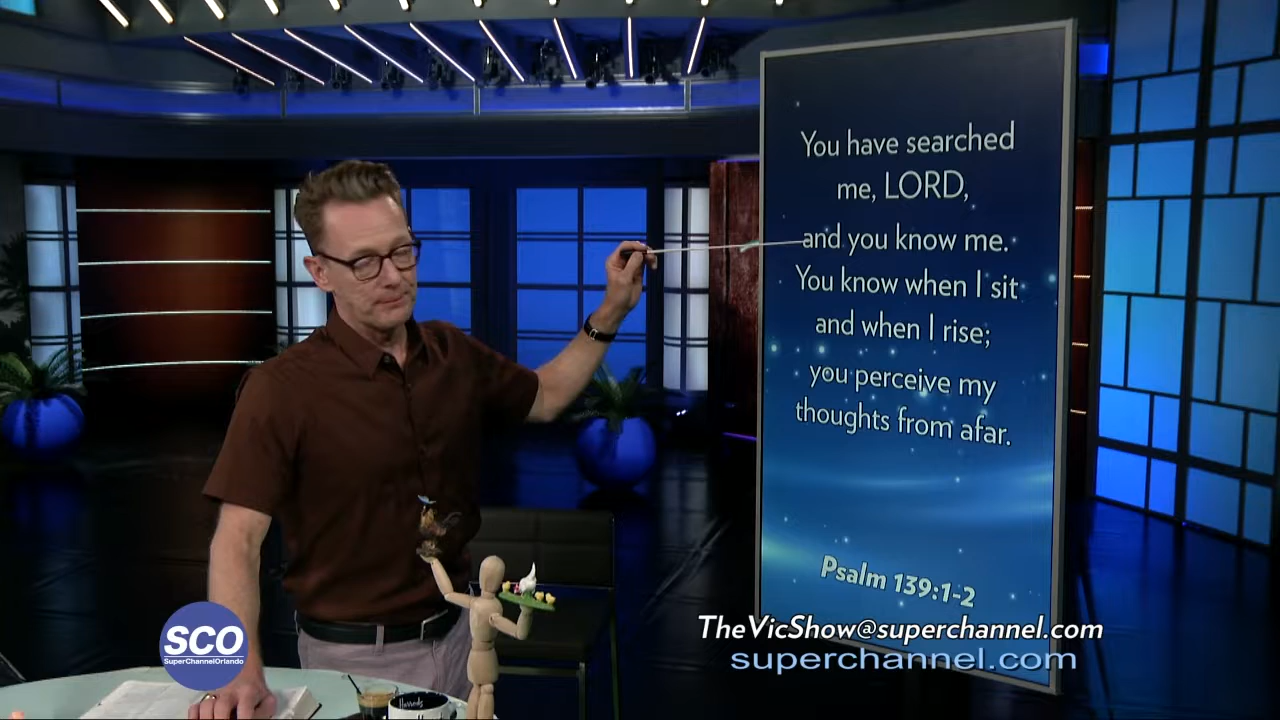 You have searched
me, LORD,
and you know me.
You know when I sit
and when I rise;
you perceive my
thoughts from afar.
Psalm 139:1-2
TheVicShow@superchannel.com
superchannel.com
SCO
SuperChannelOrlando
Harrods